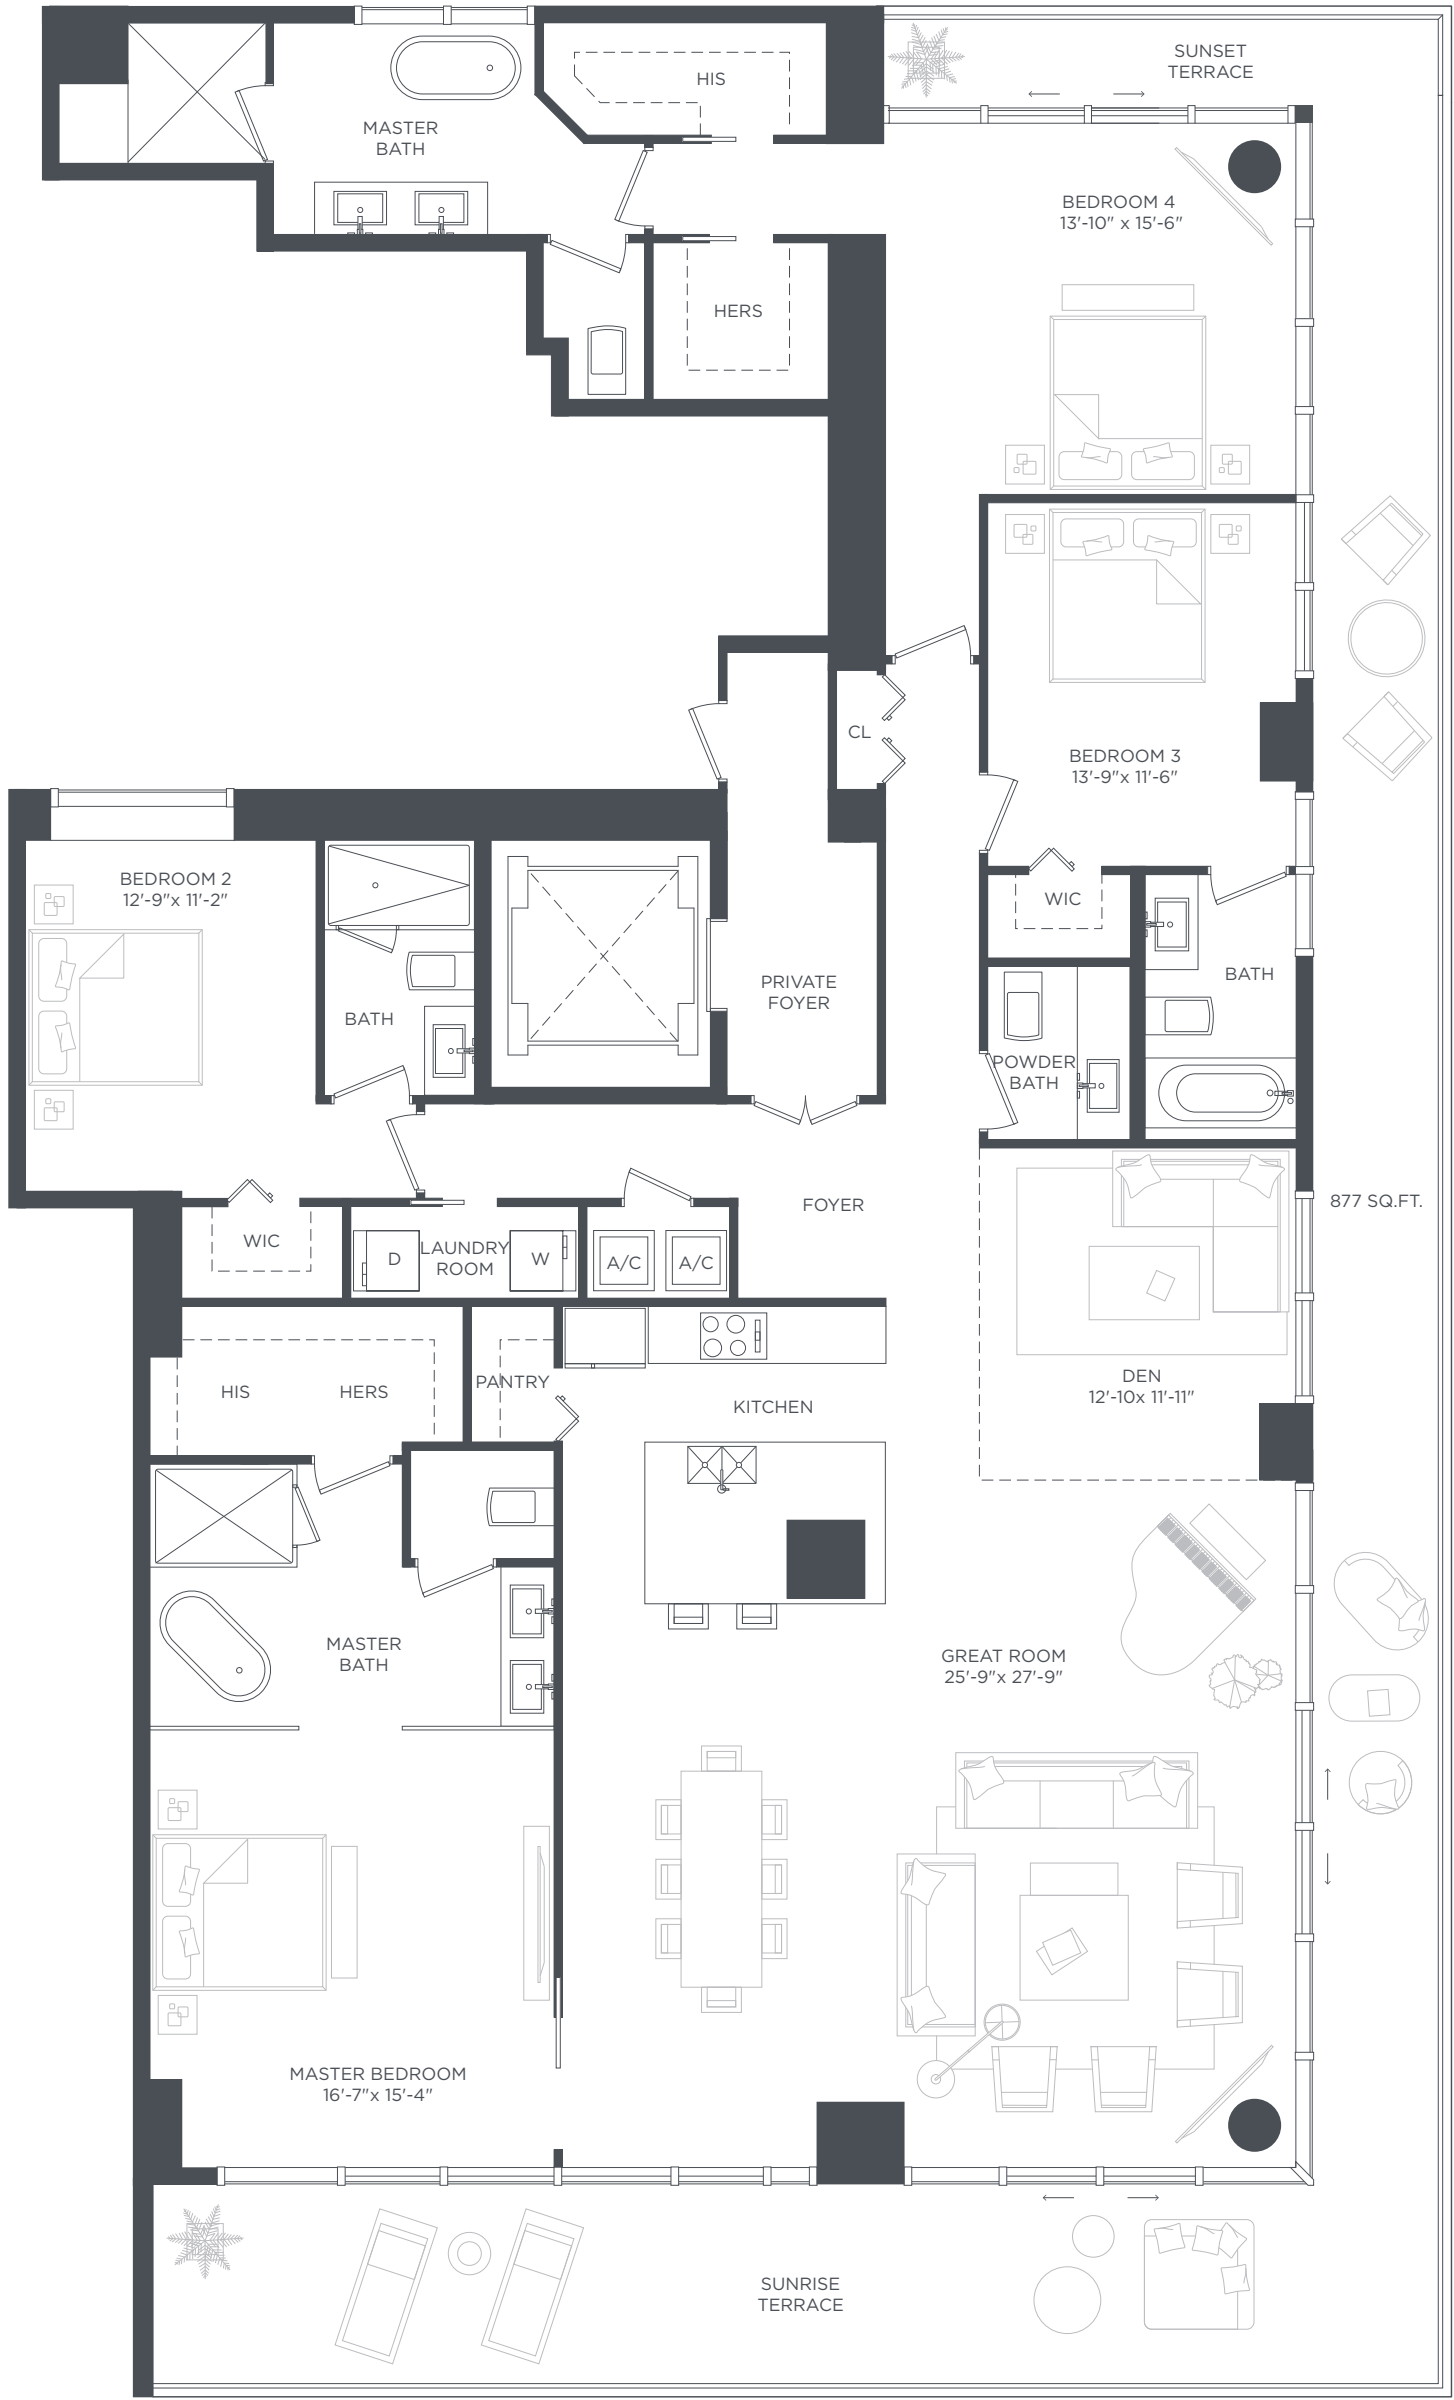 SUNSET
TERRACE
HIS
MASTER
BATH
BEDROOM 4
13'-10" x 15'-6"
HERS
CL
BEDROOM 3
13'-9"x 11'-6"
BEDROOM 2
12'-9"x 11'-2"
WIC
BATH
PRIVATE
FOYER
BATH
POWDER
BATH
FOYER
877 SQ.FT.
WIC
D
LAUNDRY
ROOM
W
A/C
A/C
DEN
12'-10x 11'-11"
HIS
HERS
PANTRY
KITCHEN
MASTER
BATH
GREAT ROOM
25'-9"x 27'-9"
MASTER BEDROOM
16'-7"x 15'-4"
SUNRISE
TERRACE